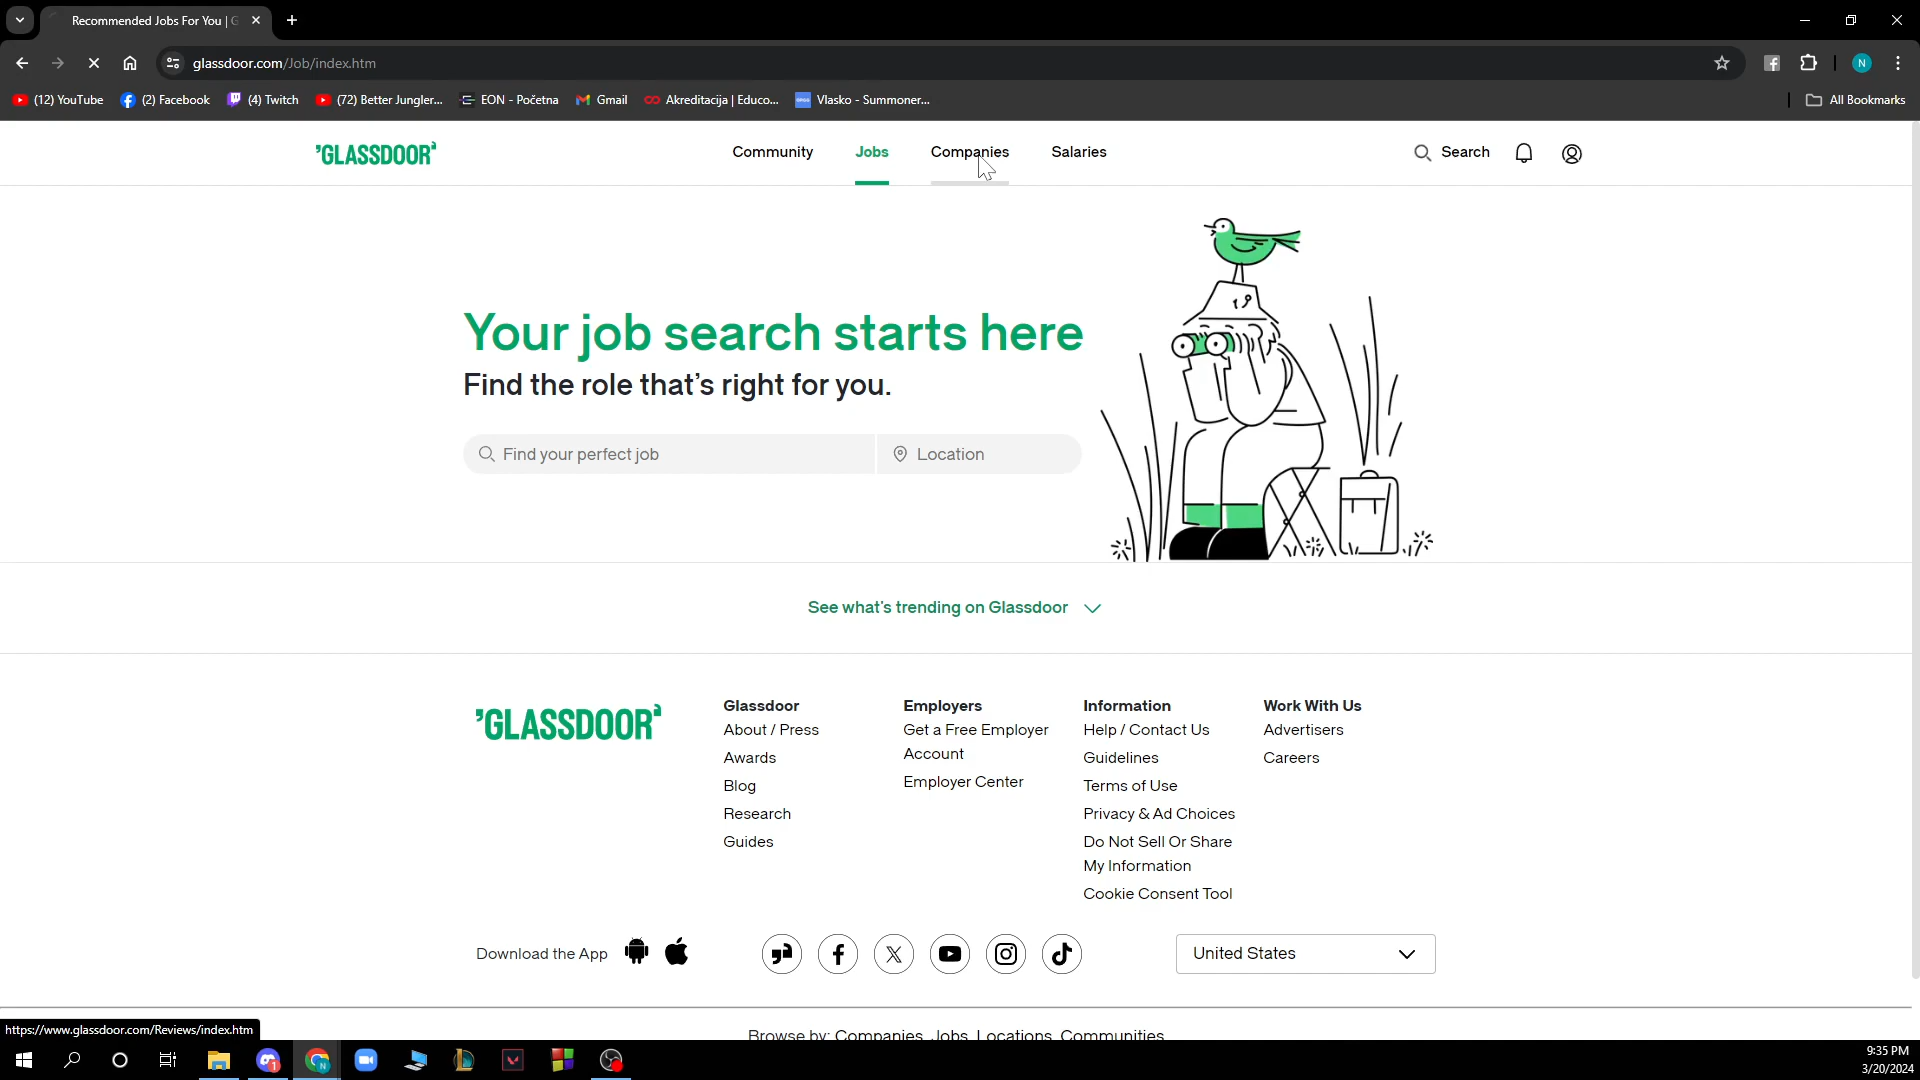 Recommended Jobs For You | G
glassdoor.com/Job/index.htm
(12) YouTube
(2) Facebook
(4) Twitch
(72) Better Jungler...
EON - Početna
Gmail
Akreditacija | Educo...
Vlasko - Summoner...
All Bookmarks
N
GLASSDOOR
Community
Jobs
Companies
Salaries
Search
Your job search starts here
Find the role that's right for you.
Find your perfect job
Location
See what's trending on Glassdoor
GLASSDOOR
Glassdoor
About / Press
Awards
Blog
Research
Guides
Employers
Get a Free Employer
Account
Employer Center
Information
Help / Contact Us
Guidelines
Terms of Use
Privacy & Ad Choices
Do Not Sell Or Share
My Information
Cookie Consent Tool
Work With Us
Advertisers
Careers
Download the App
United States
Browse by: Companies, Jobs, Locations, Communities
https://www.glassdoor.com/Reviews/index.htm
9:35 PM
3/20/2024